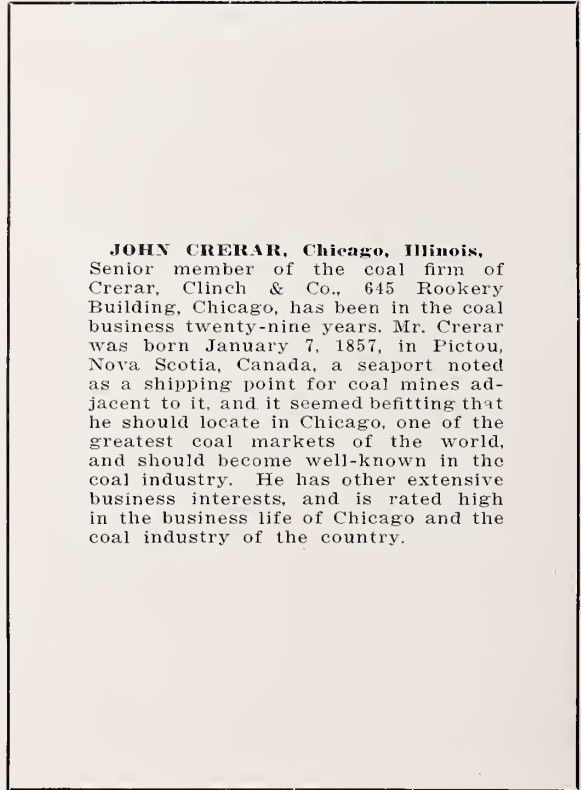 JOHN CRERAR, Chicago, Illinois,
Senior member of the coal firm of
Crerar, Clinch & Co., 645 Rookery
Building, Chicago, has been in the coal
business twenty-nine years. Mr. Crerar
was born January 7, 1857, in Pictou,
Nova Scotia, Canada, a seaport noted
as a shipping point for coal mines ad-
jacent to it, and it seemed befitting that
he should locate in Chicago, one of the
greatest coal markets of the world,
and should become well-known in the
coal industry. He has other extensive
business interests, and is rated high
in the business life of Chicago and the
coal industry of the country.